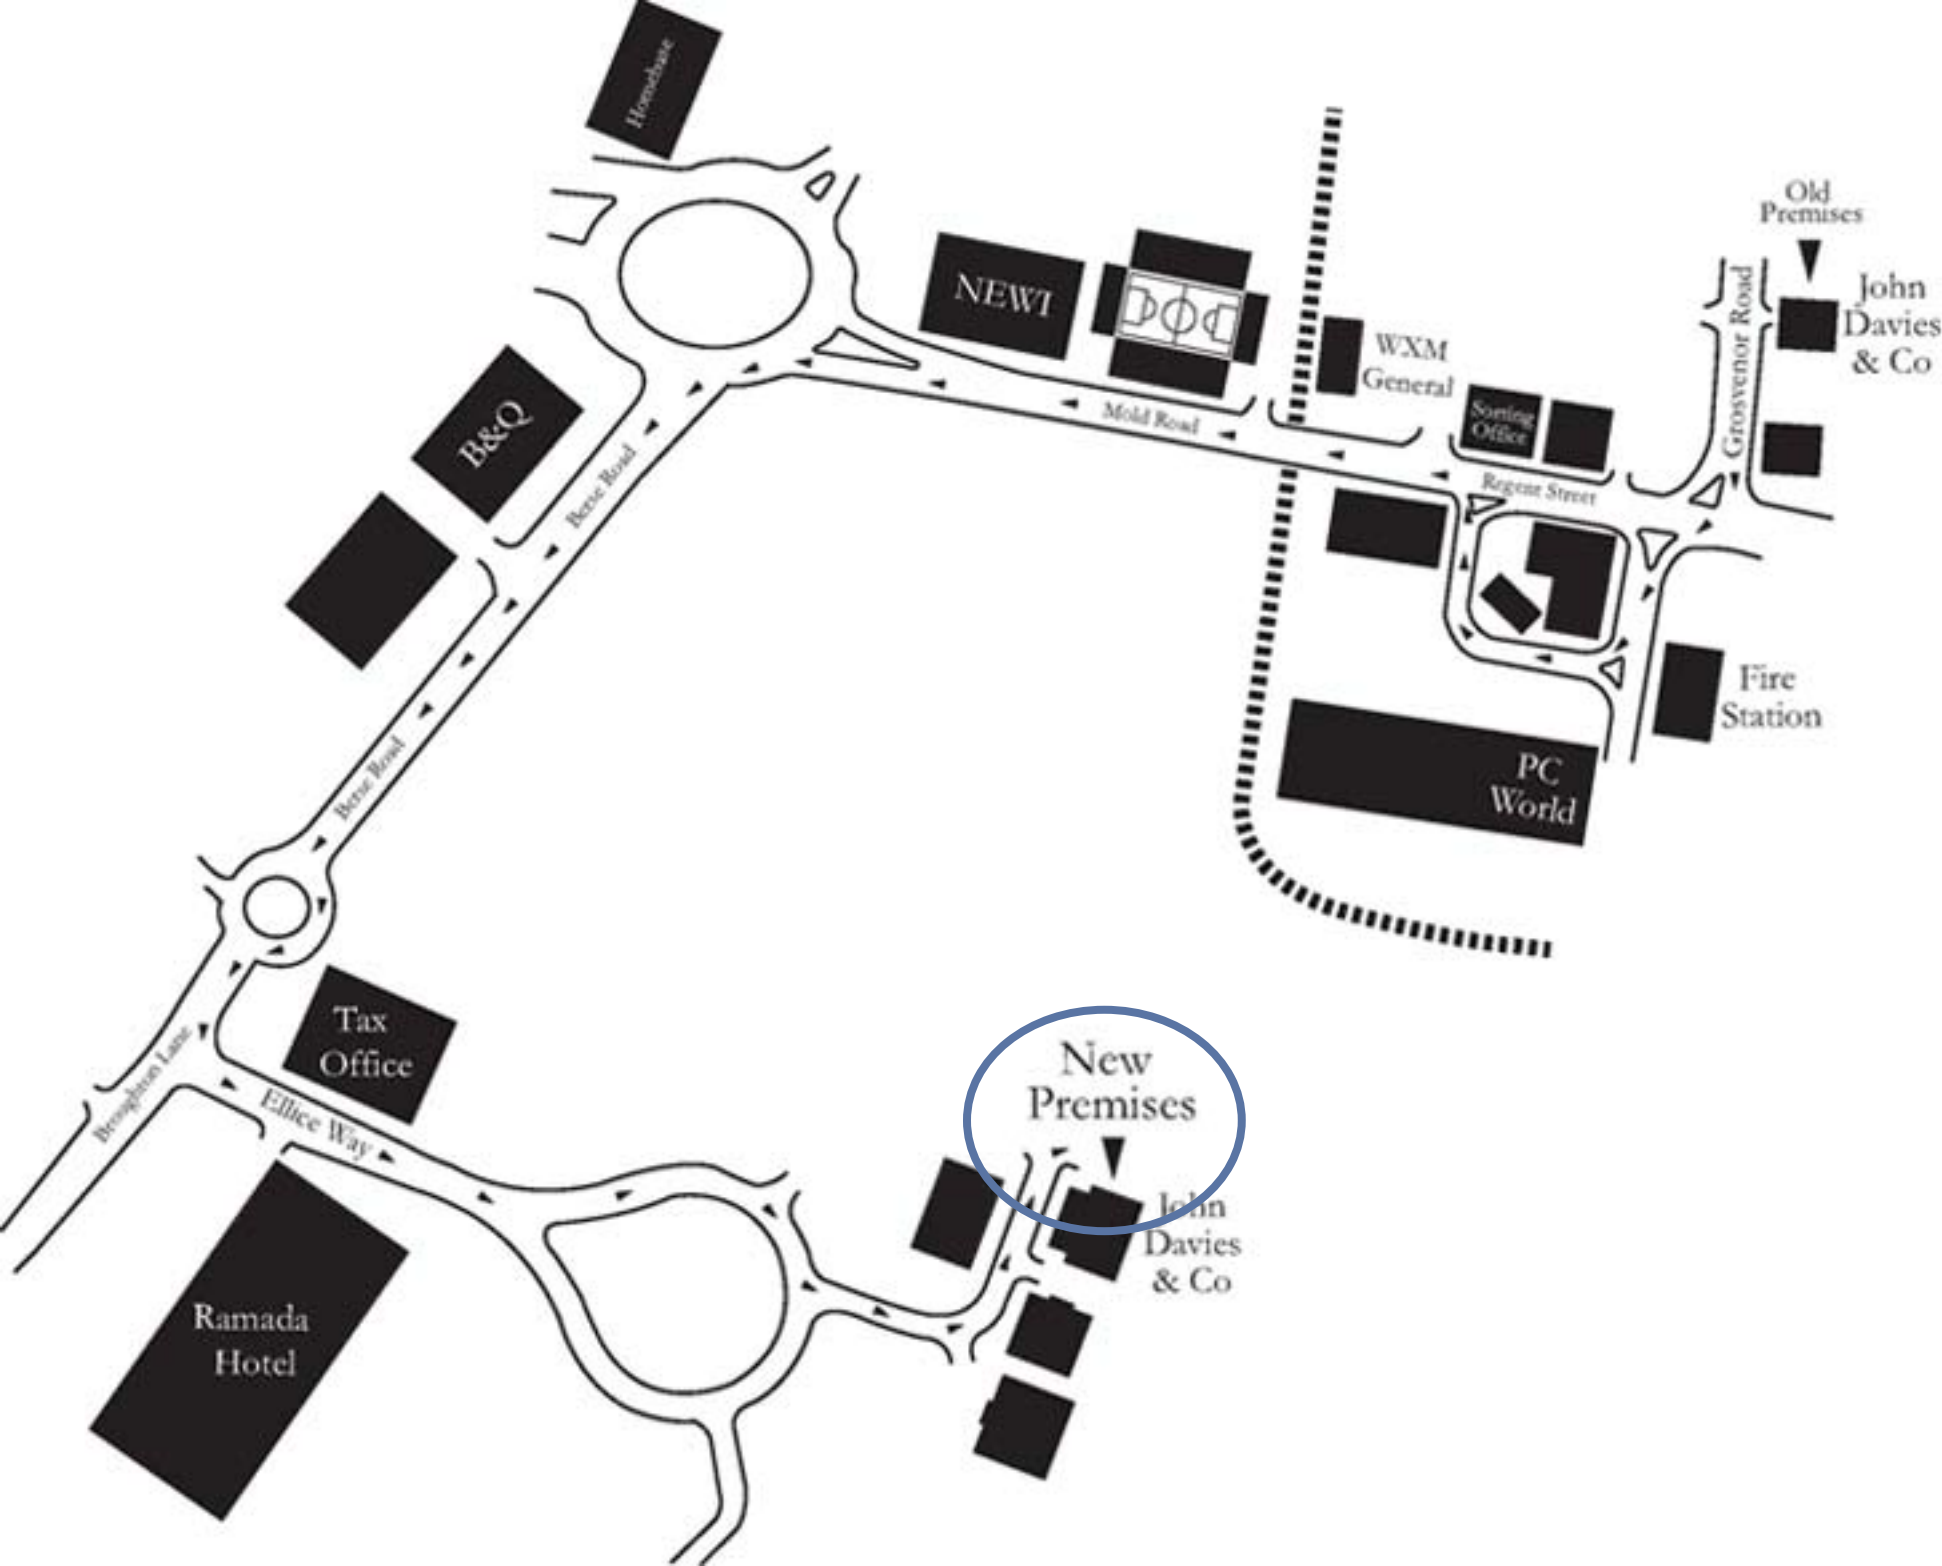 Homebase
Old
Premises
John
Davies
& Co
Grosvenor Road
NEWI
WXM
General
Mold Road
Sorting
Office
Regent Street
B&Q
Berse Road
Fire
Station
PC
World
Berse Road
Tax
Office
Broughton Lane
Ellice Way
New
Premises
John
Davies
& Co
Ramada
Hotel